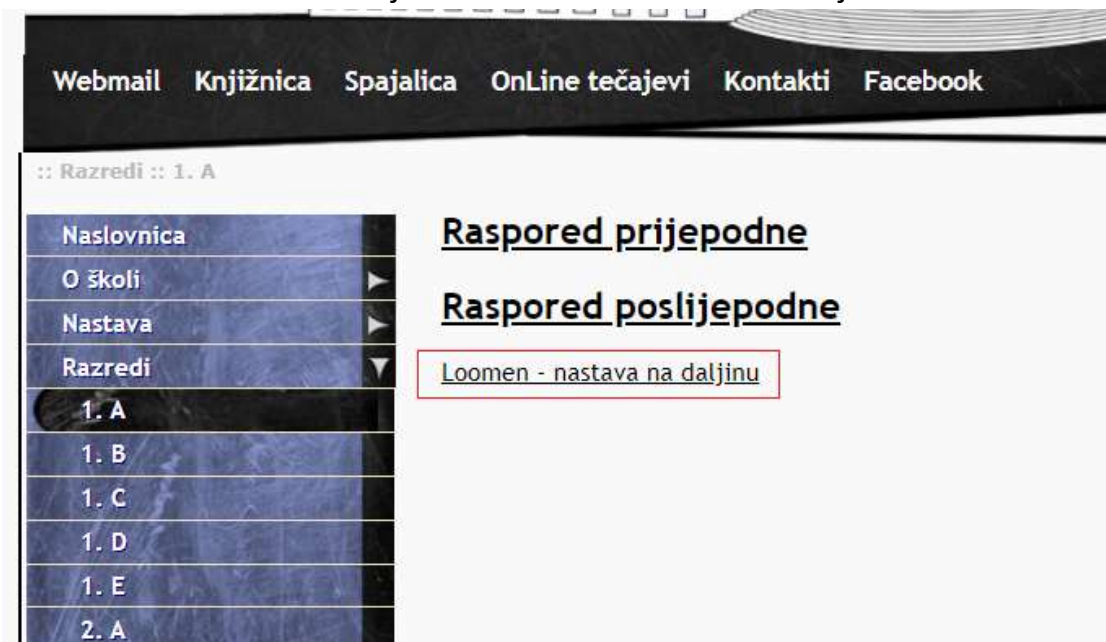 Webmail Knjižnica Spajalica OnLine tečajevi Kontakti Facebook
:: Razredi :: 1. A
Naslovnica
O školi
Nastava
Razredi
1. A
1. B
1. C
1. D
1. E
2. A
Raspored prijepodne
Raspored poslijepodne
Loomen - nastava na daljinu